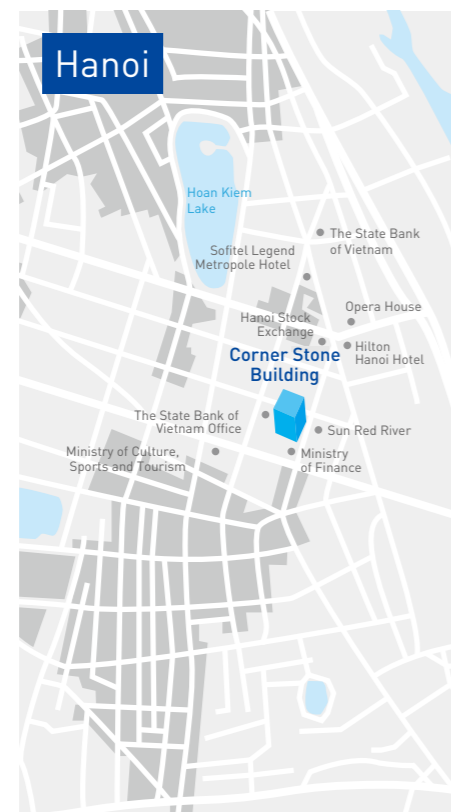 Hanoi
Hoan Kiem
Lake
The State Bank
of Vietnam
Sofitel Legend
Metropole Hotel
Opera House
Hanoi Stock
Exchange
Hilton
Hanoi Hotel
Corner Stone
Building
The State Bank of
Vietnam Office
Sun Red River
Ministry of Culture,
Sports and Tourism
Ministry
of Finance